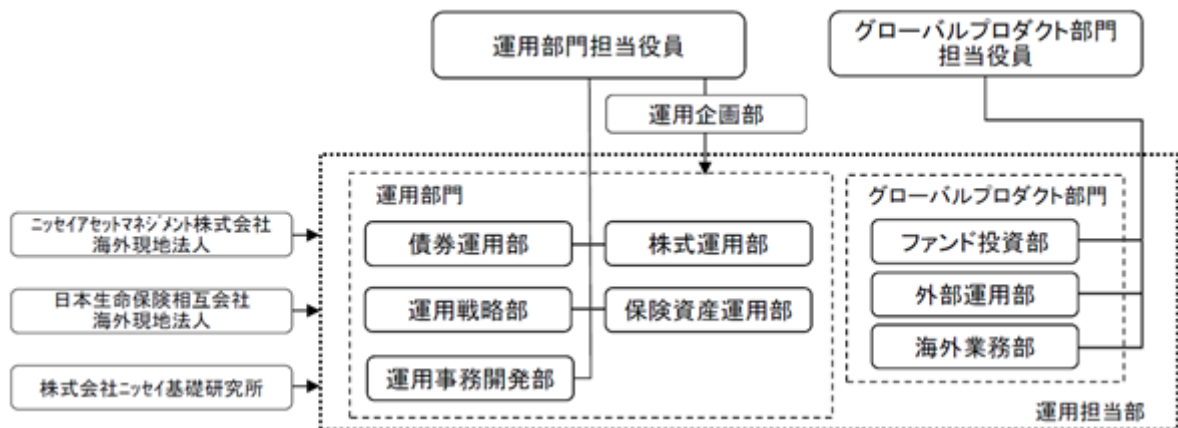 運用部門担当役員
グローバルプロダクト部門
担当役員
運用企画部
運用部門
グローバルプロダクト部門
ニッセイアセットマネジメント株式会社
海外現地法人
債券運用部
株式運用部
ファンド投資部
日本生命保険相互会社
海外現地法人
運用戦略部
保険資産運用部
外部運用部
海外業務部
株式会社ニッセイ基礎研究所
運用事務開発部
運用担当部